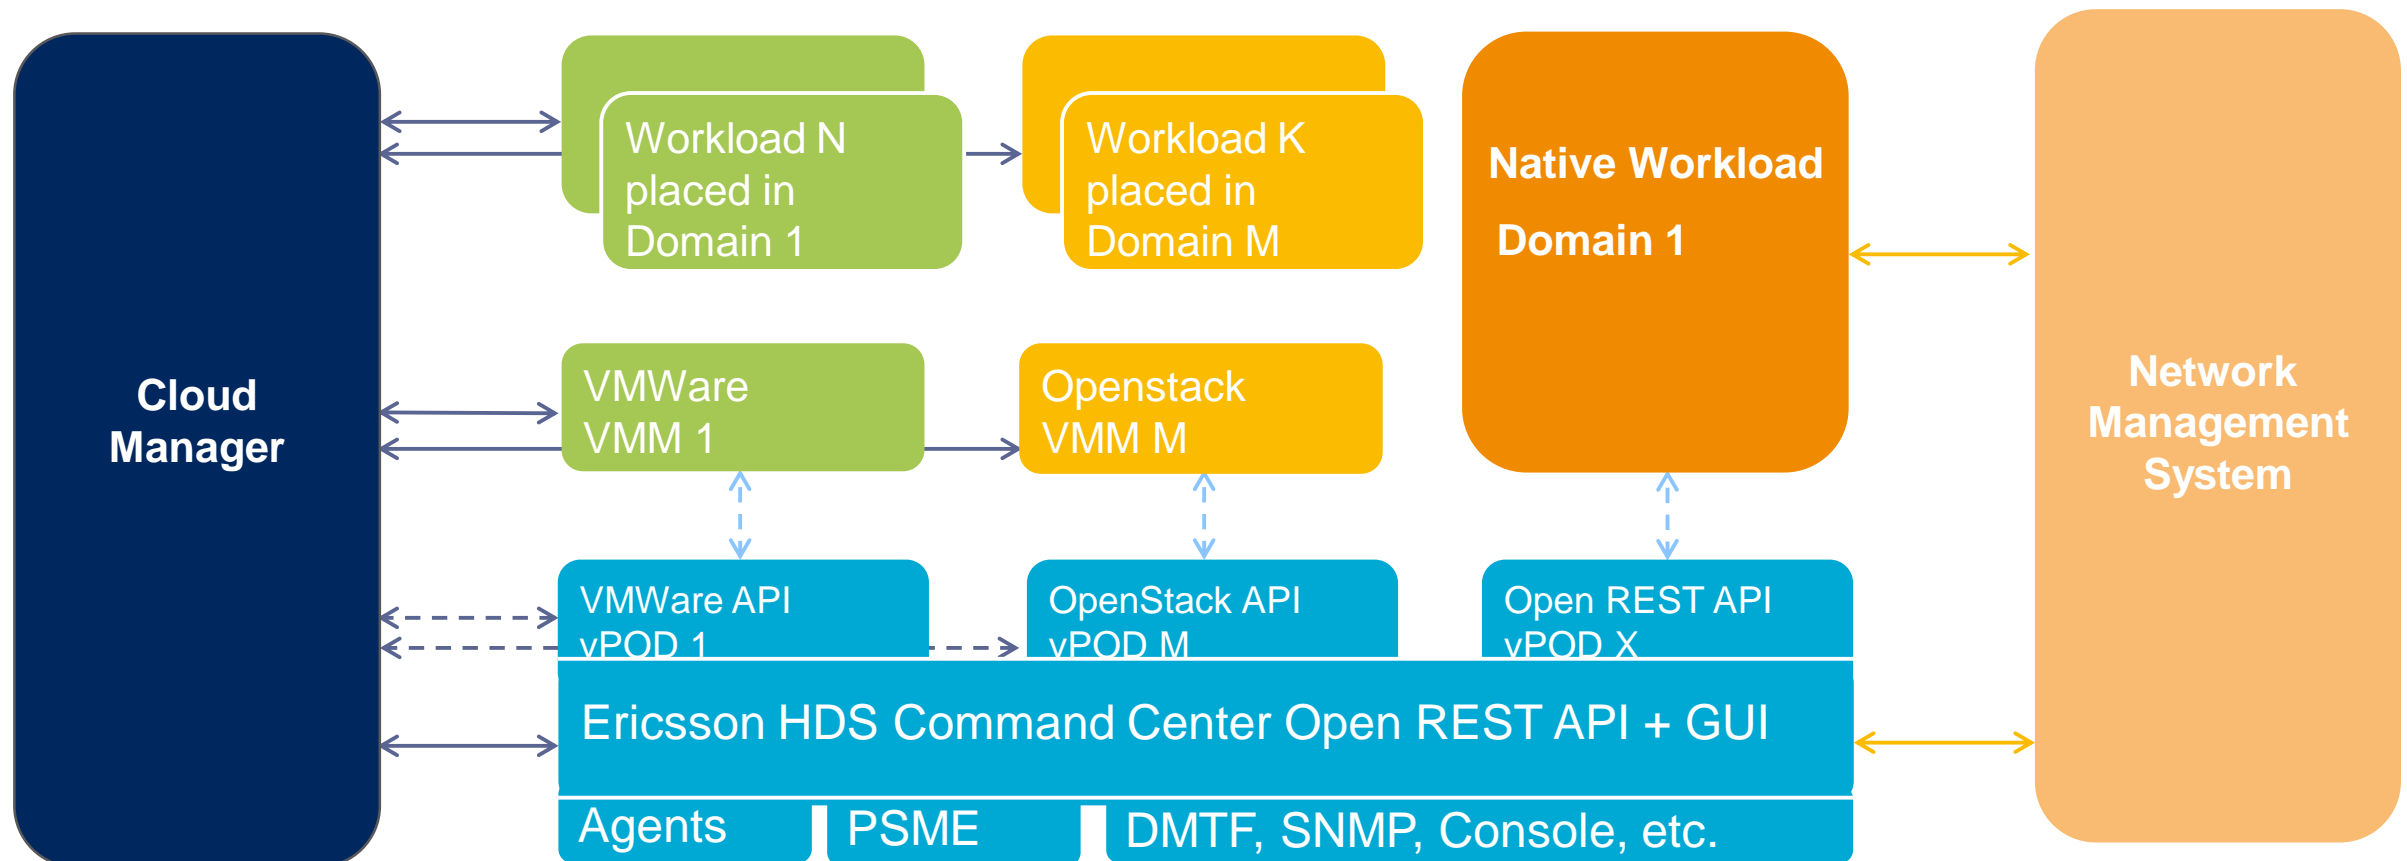 Workload N
placed in
Domain 1
Workload K
placed in
Domain M
Native Workload
Domain 1
Cloud
Manager
VMWare
VMM 1
Openstack
VMM M
Network
Management
System
VMWare API
vPOD 1
OpenStack API
vPOD M
Open REST API
vPOD X
Ericsson HDS Command Center Open REST API + GUI
Agents
PSME
DMTF, SNMP, Console, etc.